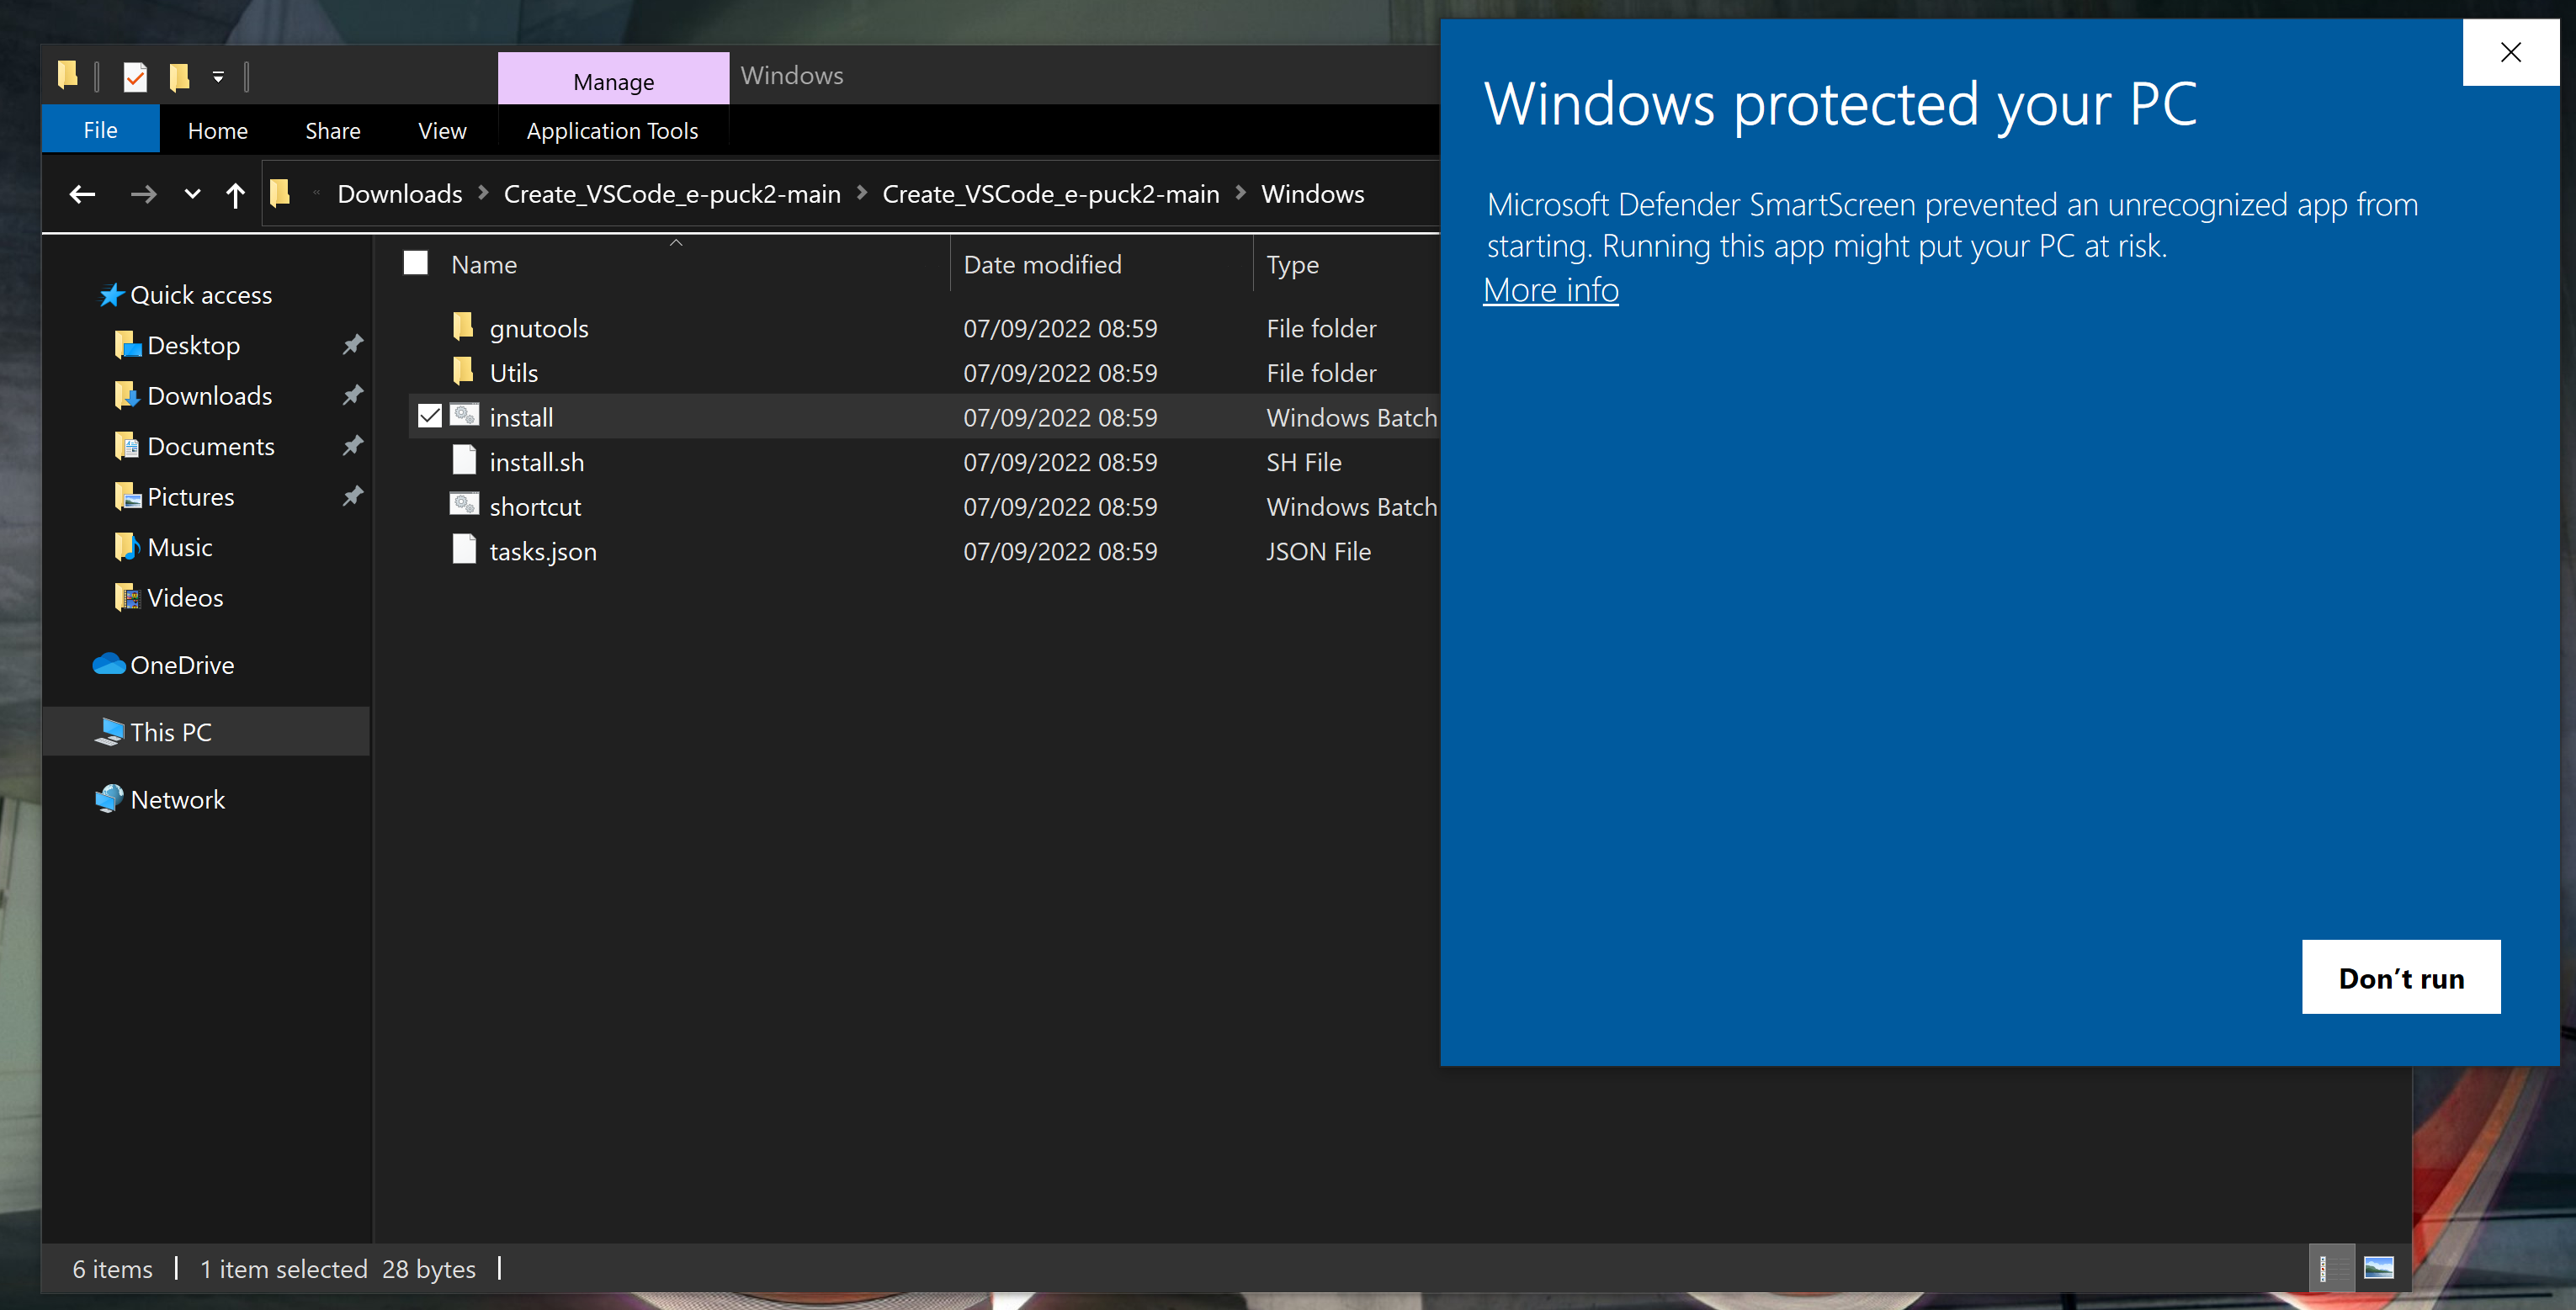 Manage
Windows
File
Home
Share
View
Application Tools
Downloads
Create_VSCode_e-puck2-main
Create_VSCode_e-puck2-main
Windows
Name
Date modified
Type
Quick access
Desktop
Downloads
Documents
Pictures
Music
Videos
OneDrive
This PC
Network
gnutools 07/09/2022 08:59 File folder
Utils 07/09/2022 08:59 File folder
install 07/09/2022 08:59 Windows Batch
install.sh 07/09/2022 08:59 SH File
shortcut 07/09/2022 08:59 Windows Batch
tasks.json 07/09/2022 08:59 JSON File
6 items
1 item selected 28 bytes
Windows protected your PC
Microsoft Defender SmartScreen prevented an unrecognized app from
starting. Running this app might put your PC at risk.
More info
Don’t run